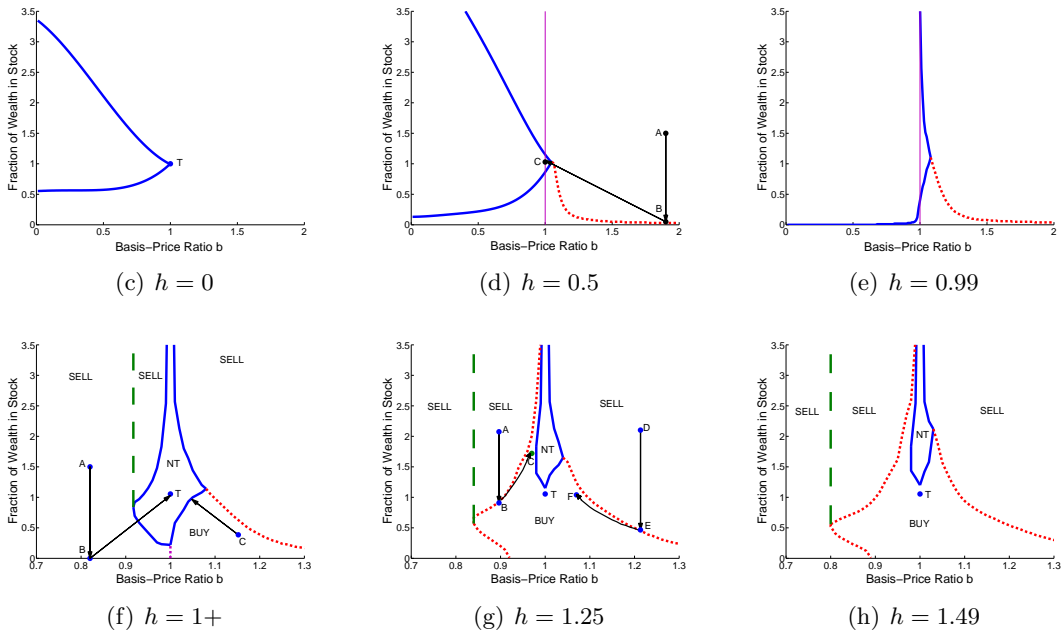 Fraction of Wealth in Stock
3.5
3
2.5
2
1.5
1
0.5
0
T
0 0.5 1 1.5 2
Basis–Price Ratio b
(c) h = 0
Fraction of Wealth in Stock
3.5
3
2.5
2
1.5
1
0.5
0
A
C
B
0 0.5 1 1.5 2
Basis–Price Ratio b
(d) h = 0.5
Fraction of Wealth in Stock
3.5
3
2.5
2
1.5
1
0.5
0
0 0.5 1 1.5 2
Basis–Price Ratio b
(e) h = 0.99
Fraction of Wealth in Stock
3.5
3
2.5
2
1.5
1
0.5
0
SELL
SELL SELL
A
NT
T
BUY
C
B
0.7 0.8 0.9 1 1.1 1.2 1.3
Basis–Price Ratio b
(f) h = 1+
Fraction of Wealth in Stock
3.5
3
2.5
2
1.5
1
0.5
0
SELL SELL SELL
A D
NT
C
T F
B
BUY E
0.7 0.8 0.9 1 1.1 1.2 1.3
Basis–Price Ratio b
(g) h = 1.25
Fraction of Wealth in Stock
3.5
3
2.5
2
1.5
1
0.5
0
SELL SELL SELL
NT
T
BUY
0.7 0.8 0.9 1 1.1 1.2 1.3
Basis–Price Ratio b
(h) h = 1.49